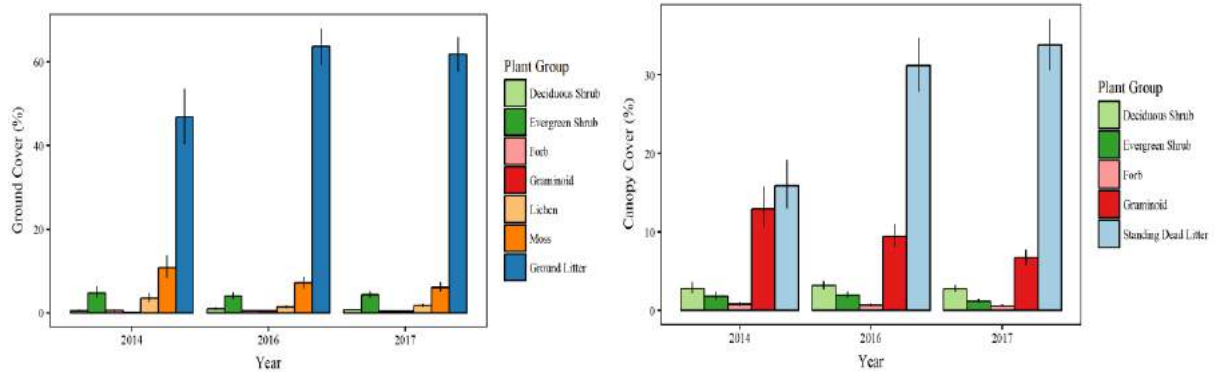 Ground Cover (%)
60
40
20
0
2014
2016
2017
Year
Plant Group
Deciduous Shrub
Evergreen Shrub
Forb
Graminoid
Lichen
Moss
Ground Litter
Canopy Cover (%)
30
20
10
0
2014
2016
2017
Year
Plant Group
Deciduous Shrub
Evergreen Shrub
Forb
Graminoid
Standing Dead Litter